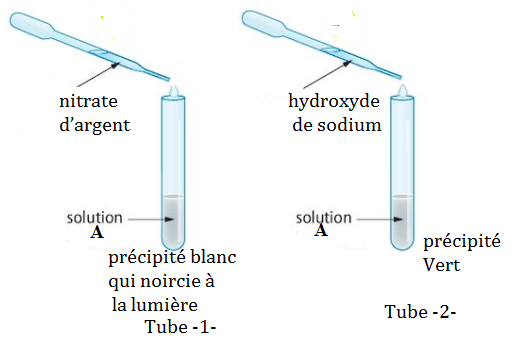 nitrate
d'argent
solution
A
précipité blanc
qui noircie à
la lumière
Tube -1-
hydroxyde
de sodium
solution
A
précipité
Vert
Tube -2-